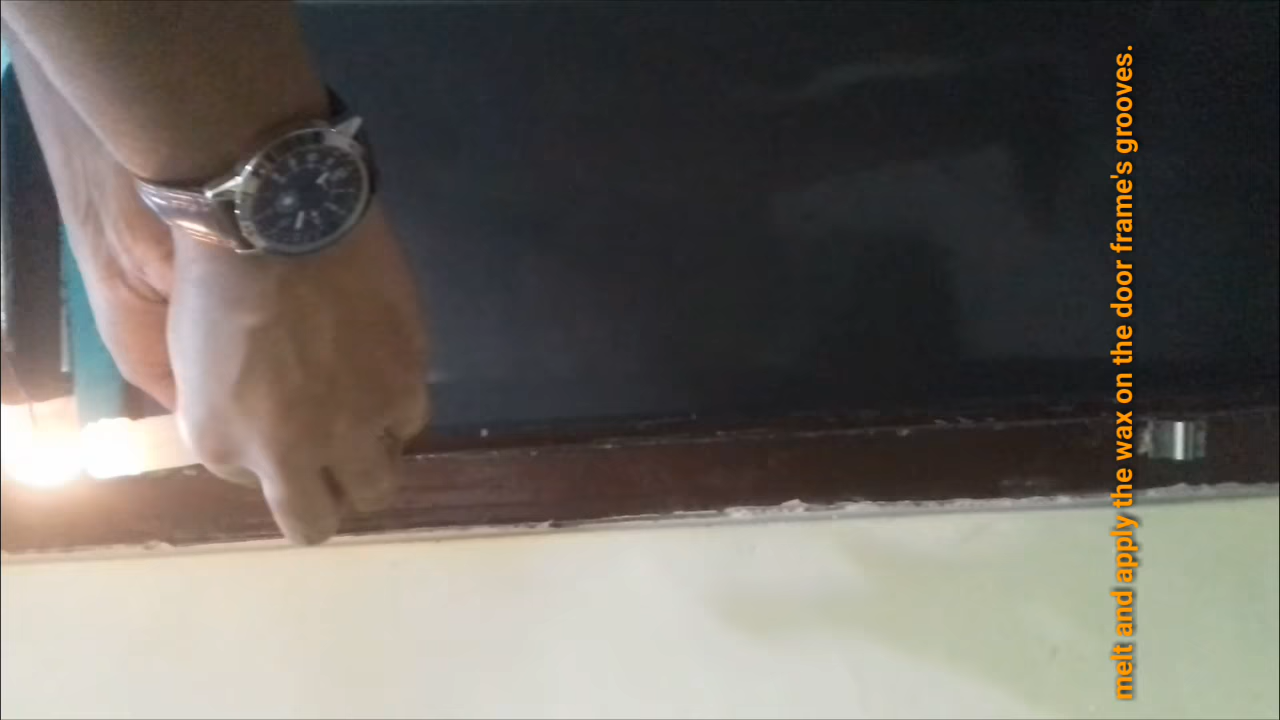 melt and apply the wax on the door frame's grooves.